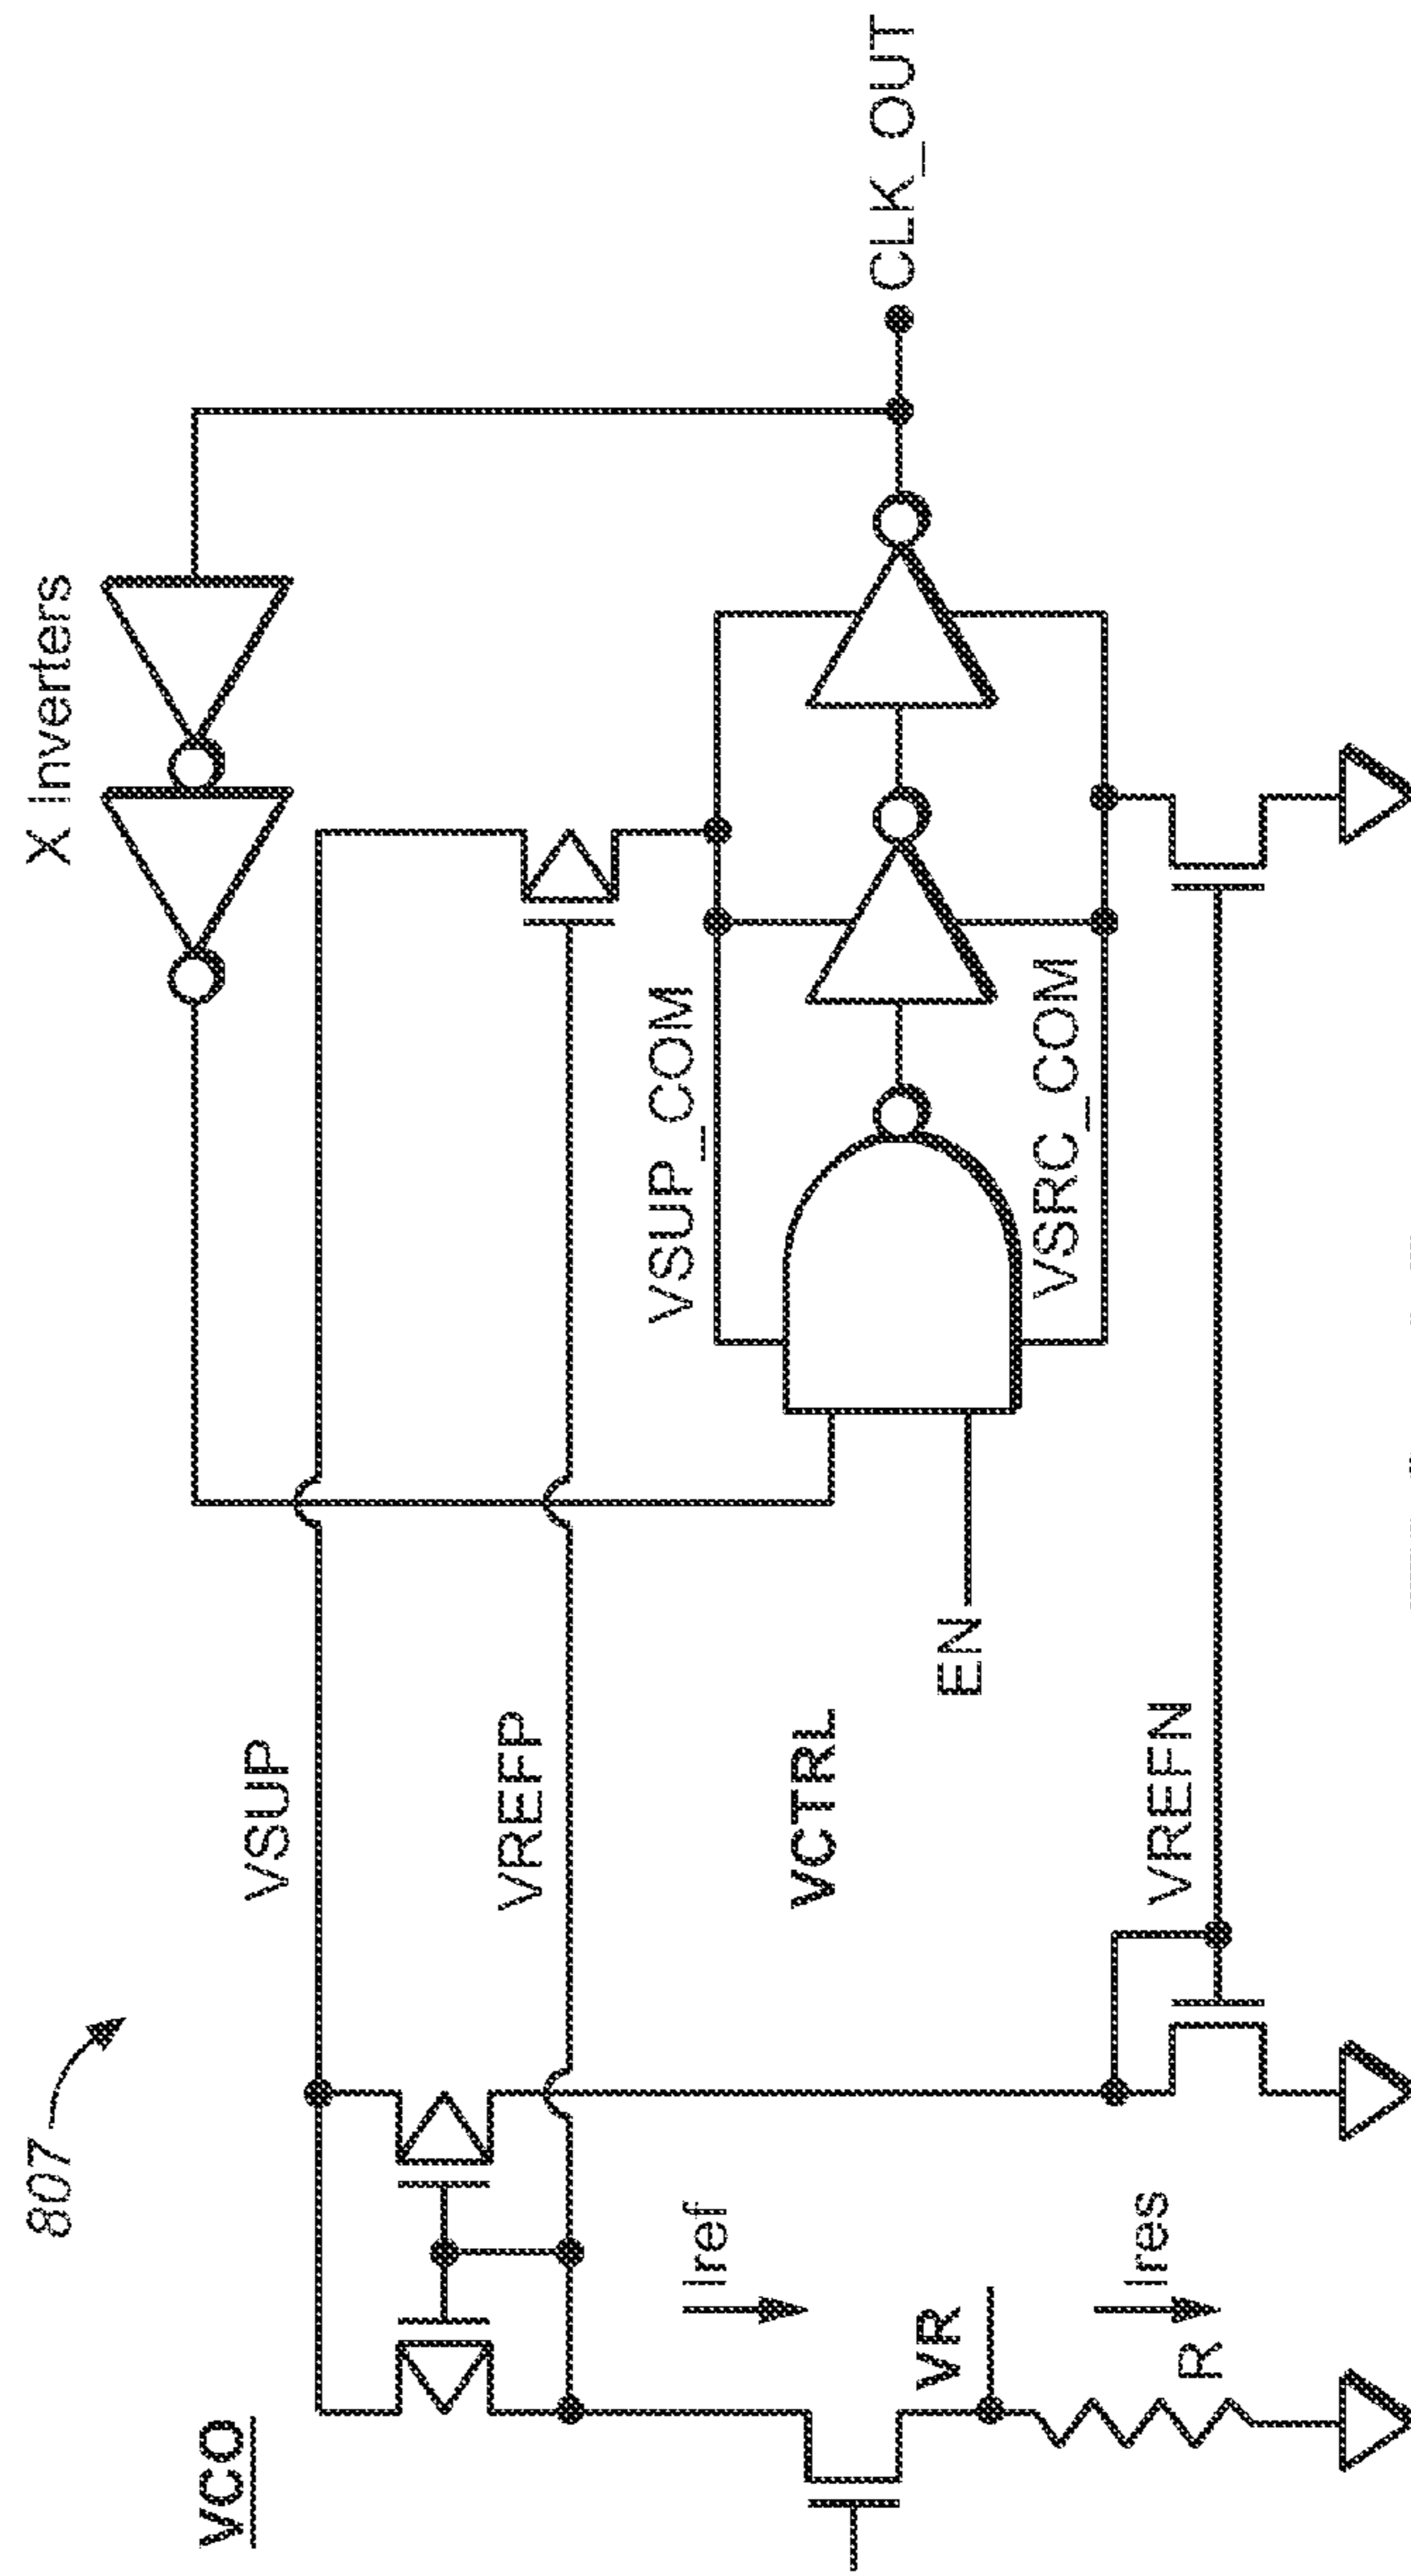 807
X inverters
VCO
VSUP
VREFP
VSUP_COM
Iref
VCTRL
CLK_OUT
VR
EN
VSRC_COM
Ires
VREFN
R